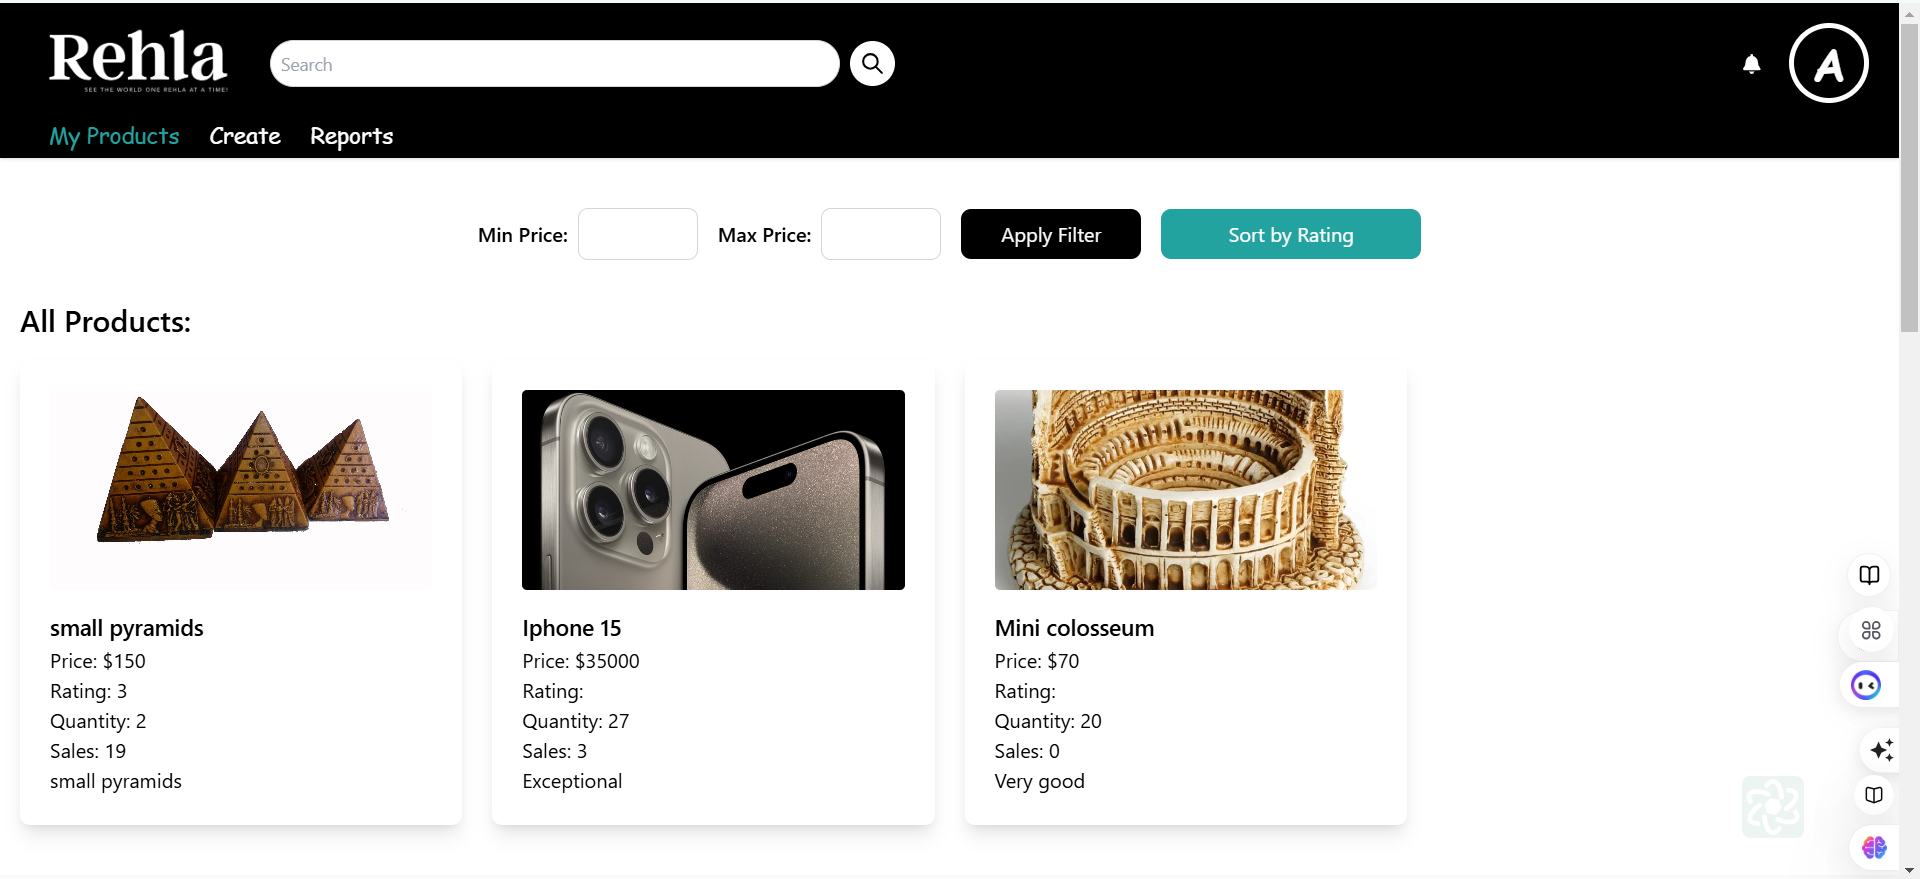 Rehla
SEE THE WORLD ONE REHLA AT A TIME!
Search
A
My Products Create Reports
Min Price: Max Price: Apply Filter Sort by Rating
All Products:
small pyramids
Price: $150
Rating: 3
Quantity: 2
Sales: 19
small pyramids
Iphone 15
Price: $35000
Rating:
Quantity: 27
Sales: 3
Exceptional
Mini colosseum
Price: $70
Rating:
Quantity: 20
Sales: 0
Very good